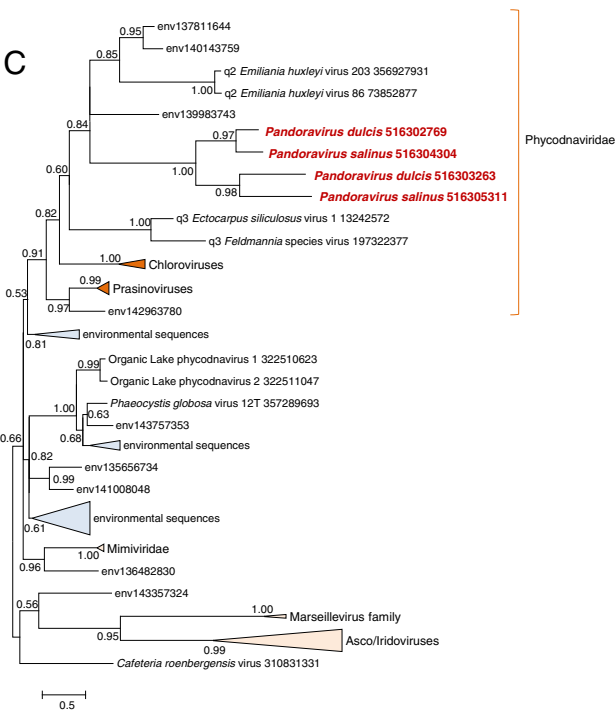 C
0.95
env137811644
env140143759
0.85
q2 Emiliania huxleyi virus 203 356927931
1.00
q2 Emiliania huxleyi virus 86 73852877
env139983743
0.84
0.97
Pandoravirus dulcis 516302769
Pandoravirus salinus 516304304
1.00
Pandoravirus dulcis 516303263
0.98
Pandoravirus salinus 516305311
Phycodnaviridae
0.60
0.82
1.00
q3 Ectocarpus siliculosus virus 1 13242572
q3 Feldmannia species virus 197322377
0.91
1.00
Chloroviruses
0.99
Prasinoviruses
0.97
env142963780
0.53
0.81
environmental sequences
0.99
Organic Lake phycodnavirus 1 322510623
Organic Lake phycodnavirus 2 322511047
1.00
Phaeocystis globosa virus 12T 357289693
0.63
env143757353
0.68
environmental sequences
0.66
0.82
env135656734
0.99
env141008048
0.61
environmental sequences
Mimiviridae
1.00
0.96
env136482830
0.56
env143357324
1.00
Marseillevirus family
0.95
0.99
Asco/Iridoviruses
Cafeteria roenbergensis virus 310831331
0.5